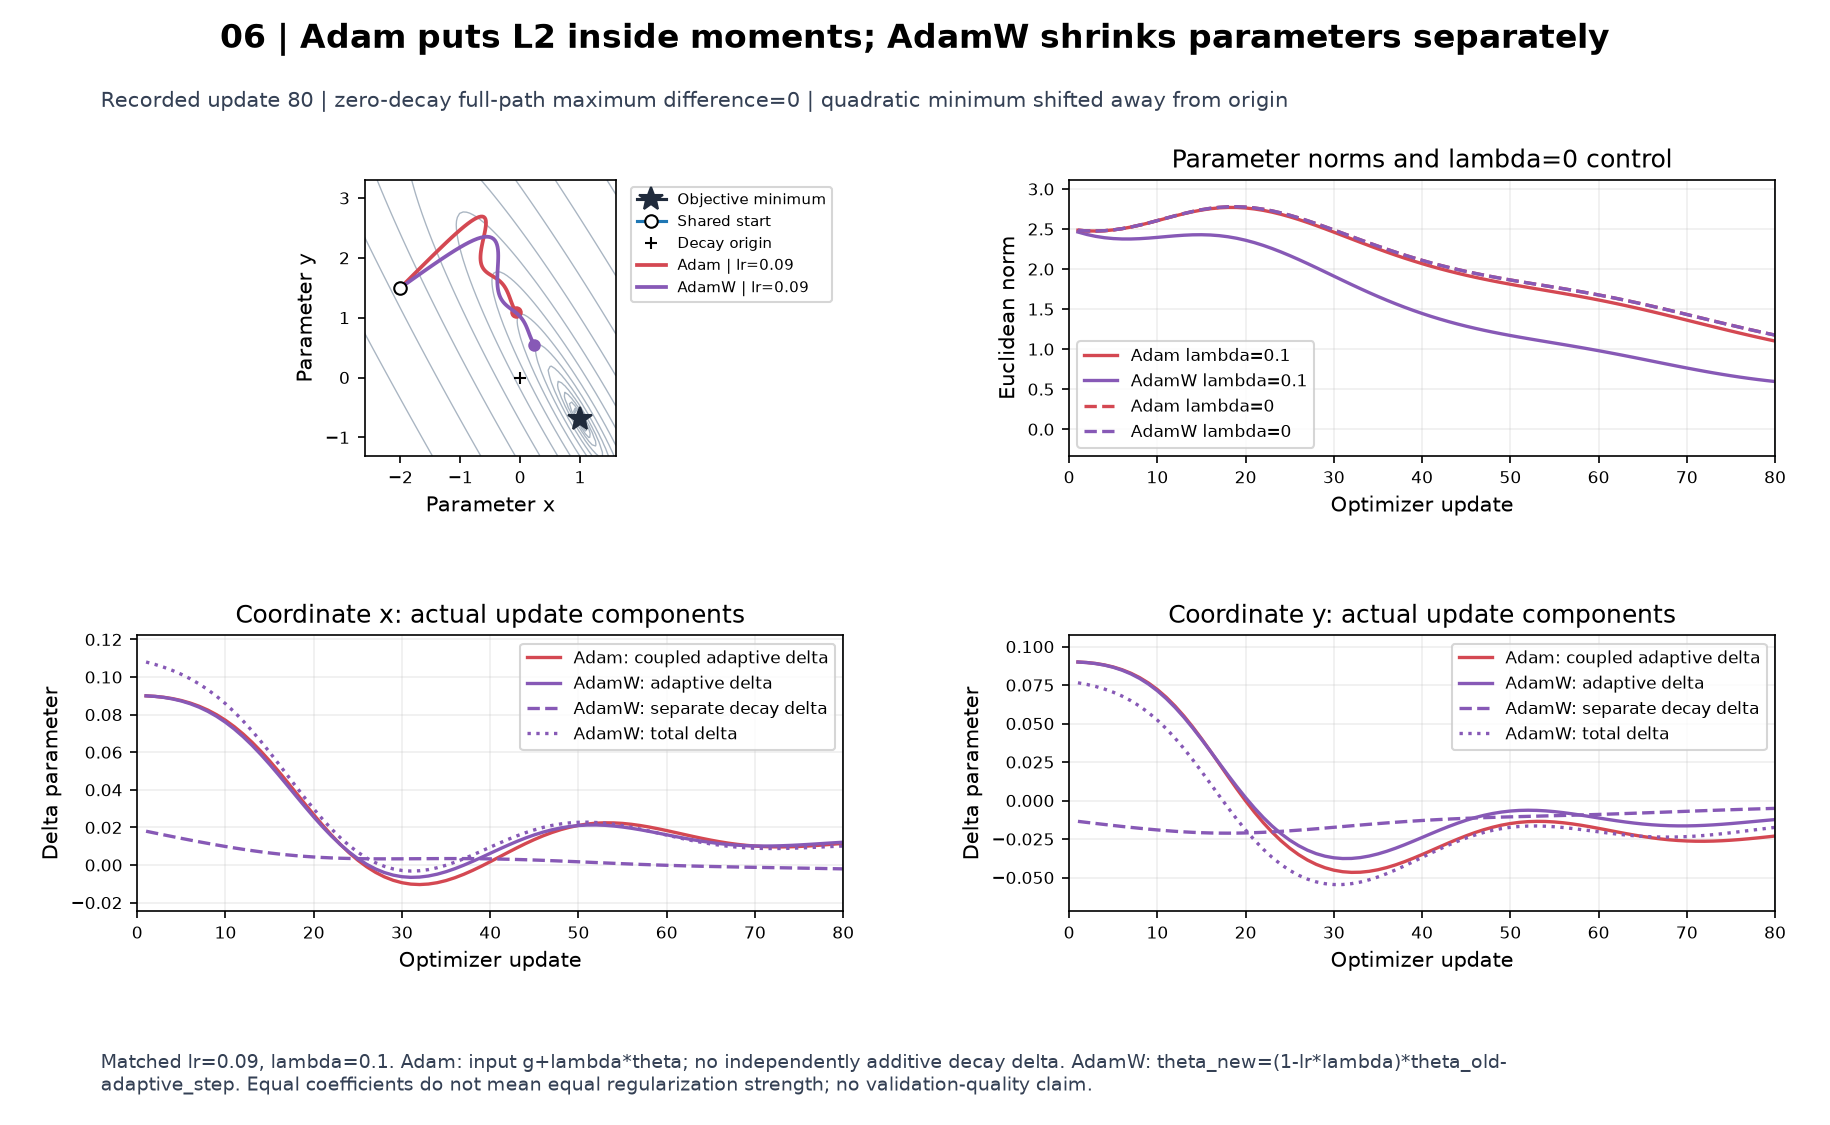 06 | Adam puts L2 inside moments; AdamW shrinks parameters separately
Recorded update 80 | zero-decay full-path maximum difference=0 | quadratic minimum shifted away from origin
3
2
1
0
−1
−2
−1
0
1
Parameter y
Parameter x
Objective minimum
Shared start
Decay origin
Adam | lr=0.09
AdamW | lr=0.09
Parameter norms and lambda=0 control
3.0
2.5
2.0
1.5
1.0
0.5
0.0
0
10
20
30
40
50
60
70
80
Euclidean norm
Optimizer update
Adam lambda=0.1
AdamW lambda=0.1
Adam lambda=0
AdamW lambda=0
Coordinate x: actual update components
0.12
0.10
0.08
0.06
0.04
0.02
0.00
−0.02
0
10
20
30
40
50
60
70
80
Delta parameter
Optimizer update
Adam: coupled adaptive delta
AdamW: adaptive delta
AdamW: separate decay delta
AdamW: total delta
Coordinate y: actual update components
0.100
0.075
0.050
0.025
0.000
−0.025
−0.050
0
10
20
30
40
50
60
70
80
Delta parameter
Optimizer update
Adam: coupled adaptive delta
AdamW: adaptive delta
AdamW: separate decay delta
AdamW: total delta
Matched lr=0.09, lambda=0.1. Adam: input g+lambda*theta; no independently additive decay delta. AdamW: theta_new=(1-lr*lambda)*theta_old-
adaptive_step. Equal coefficients do not mean equal regularization strength; no validation-quality claim.